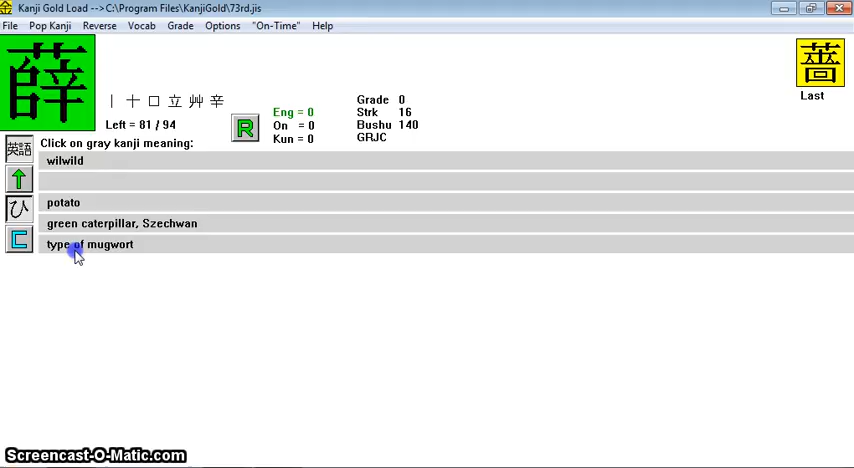 Kanji Gold Load -->C:\Program Files\KanjiGold\73rd.jis
File Pop Kanji Reverse Vocab Grade Options "On-Time" Help
薛
薔
Last
｜ 十 口 立 艸 辛
Left = 81 / 94
R
Eng = 0
On = 0
Kun = 0
Grade 0
Strk 16
Bushu 140
GRJC
英語
Click on gray kanji meaning:
wilwild
potato
ひ
green caterpillar, Szechwan
type of mugwort
Screencast-O-Matic.com